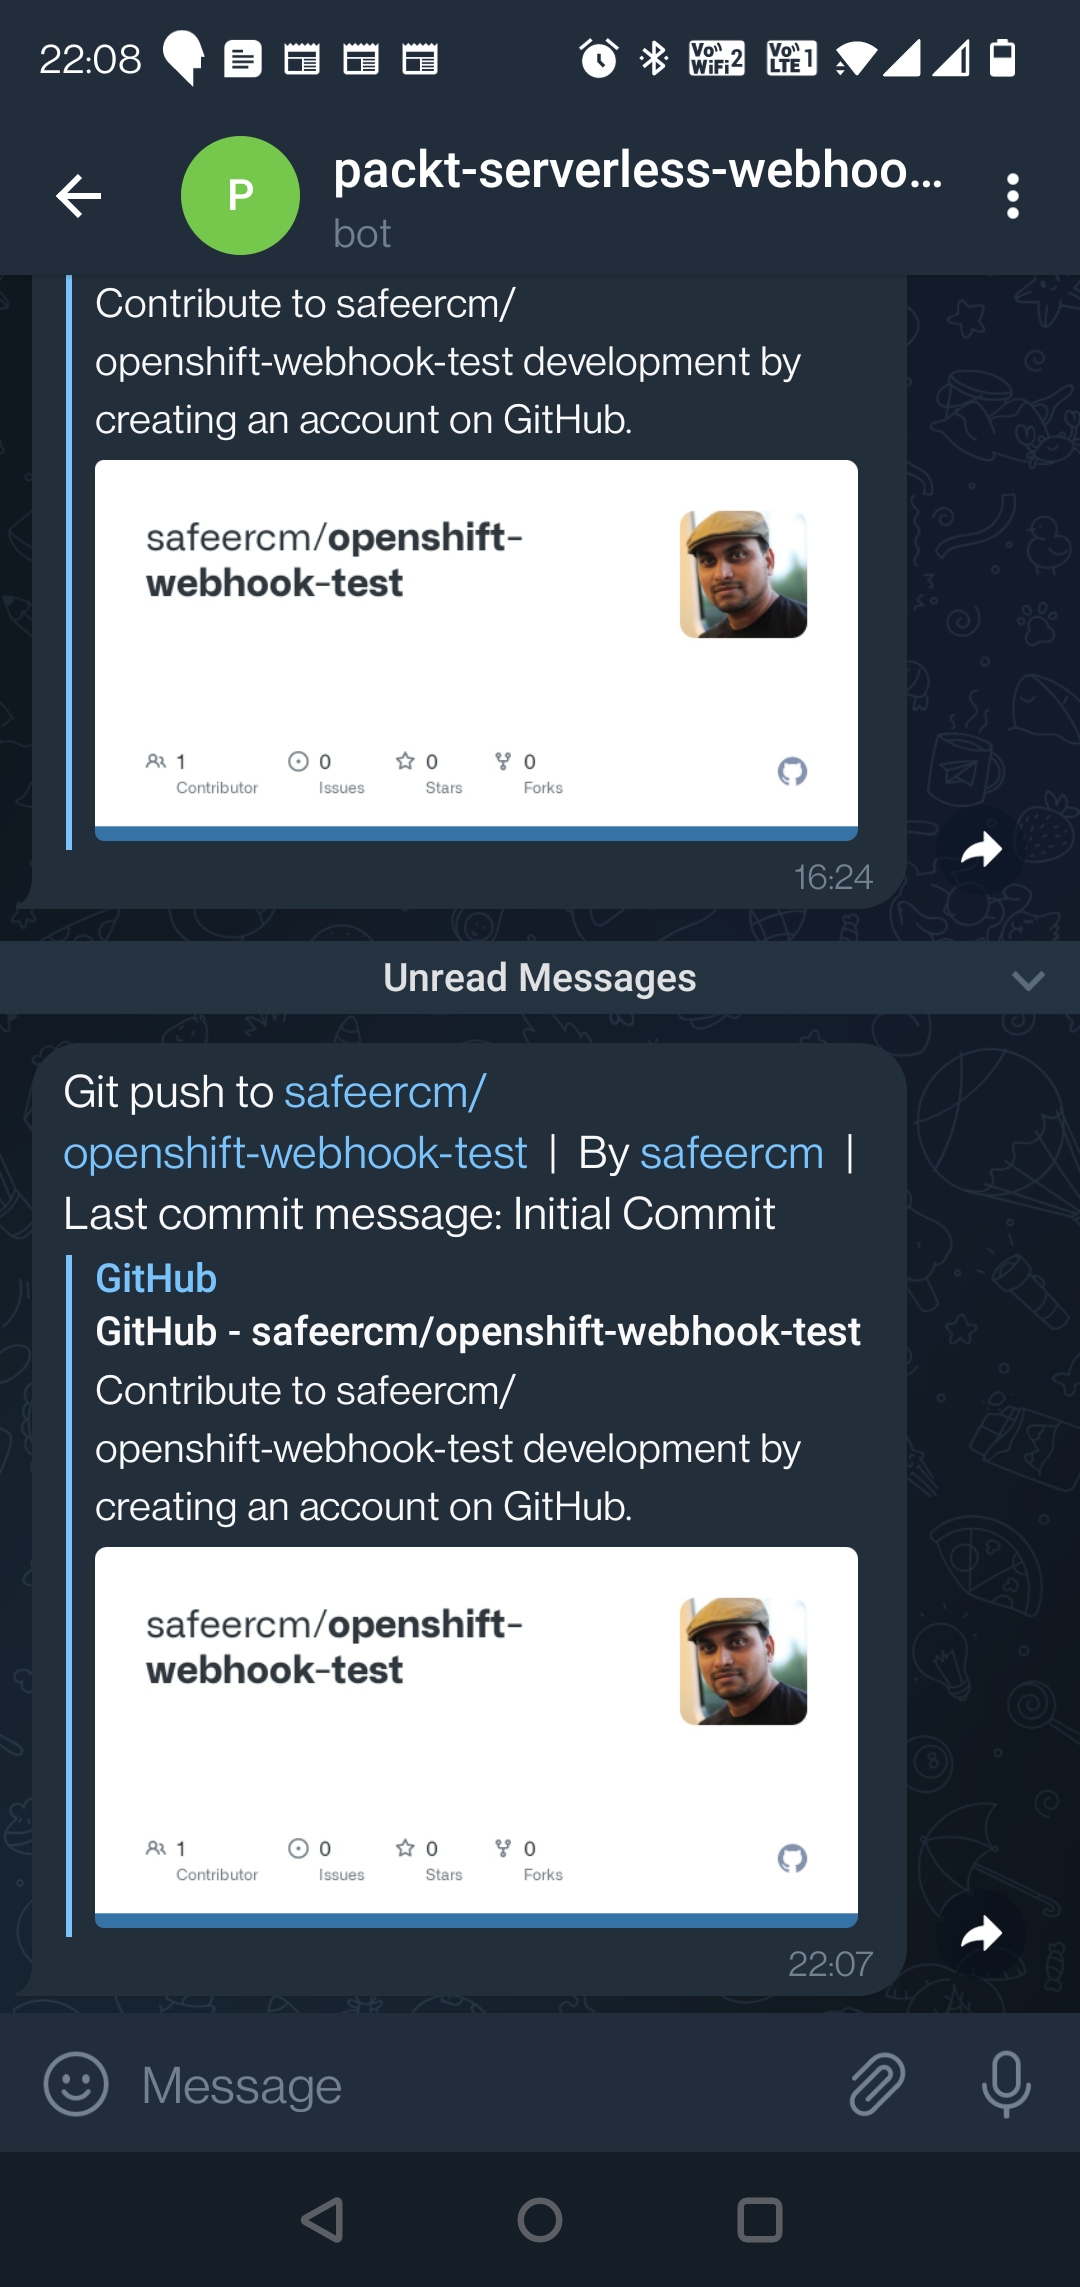 22:08 Vo)) WiFi 2 Vo)) LTE 1
P packt-serverless-webhoo...
bot
Contribute to safeercm/
openshift-webhook-test development by
creating an account on GitHub.
safeercm/openshift-
webhook-test
1 0 0 0
Contributor Issues Stars Forks
16:24
Unread Messages
Git push to safeercm/
openshift-webhook-test | By safeercm |
Last commit message: Initial Commit
GitHub
GitHub - safeercm/openshift-webhook-test
Contribute to safeercm/
openshift-webhook-test development by
creating an account on GitHub.
safeercm/openshift-
webhook-test
1 0 0 0
Contributor Issues Stars Forks
22:07
Message